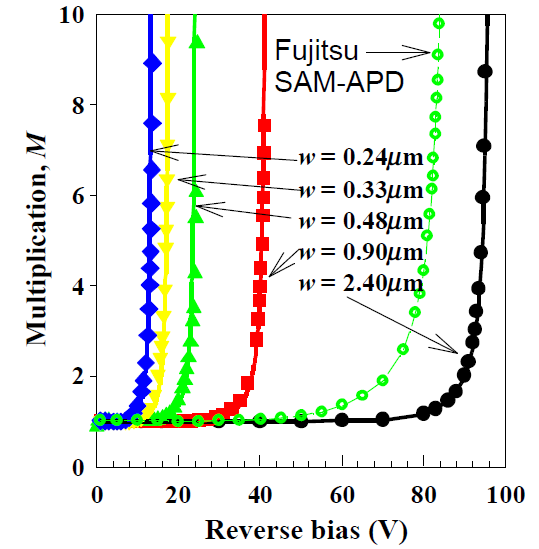 10
8
6
4
2
0
Multiplication, M
Fujitsu
SAM-APD
w = 0.24μm
w = 0.33μm
w = 0.48μm
w = 0.90μm
w = 2.40μm
0 20 40 60 80 100
Reverse bias (V)